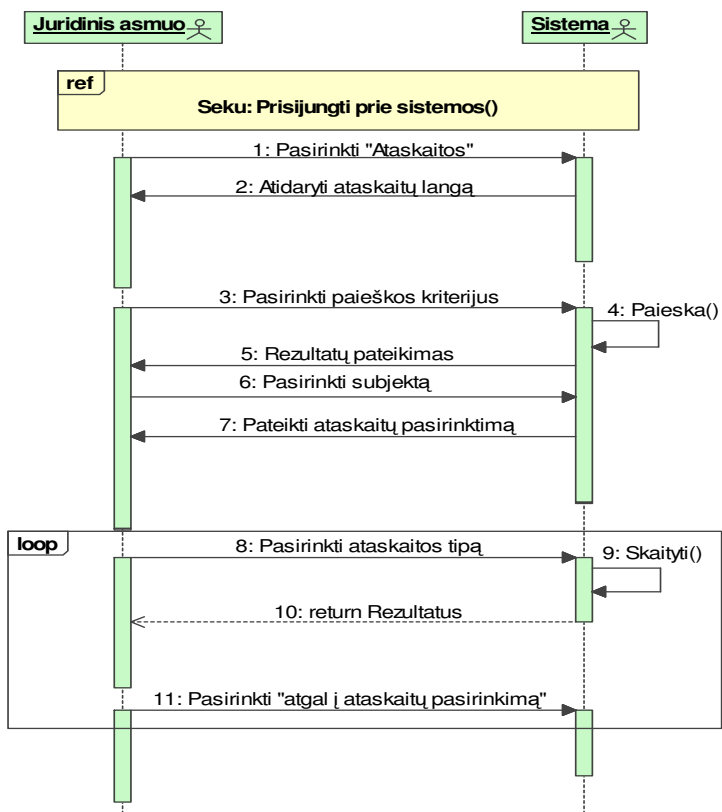 Juridinis asmuo
Sistema
ref
Seku: Prisijungti prie sistemos()
1: Pasirinkti "Ataskaitos"
2: Atidaryti ataskaitų langą
3: Pasirinkti paieškos kriterijus
4: Paieska()
5: Rezultatų pateikimas
6: Pasirinkti subjektą
7: Pateikti ataskaitų pasirinktimą
loop
8: Pasirinkti ataskaitos tipą
9: Skaityti()
10: return Rezultatus
11: Pasirinkti "atgal į ataskaitų pasirinkimą"